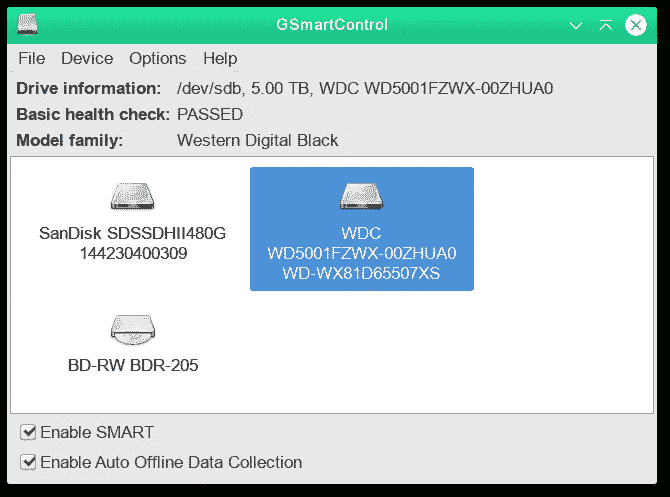 GSmartControl
File Device Options Help
Drive information: /dev/sdb, 5.00 TB, WDC WD5001FZWX-00ZHUA0
Basic health check: PASSED
Model family: Western Digital Black
SanDisk SDSSDHII480G
144230400309
WDC
WD5001FZWX-00ZHUA0
WD-WX81D65507XS
BD-RW BDR-205
Enable SMART
Enable Auto Offline Data Collection